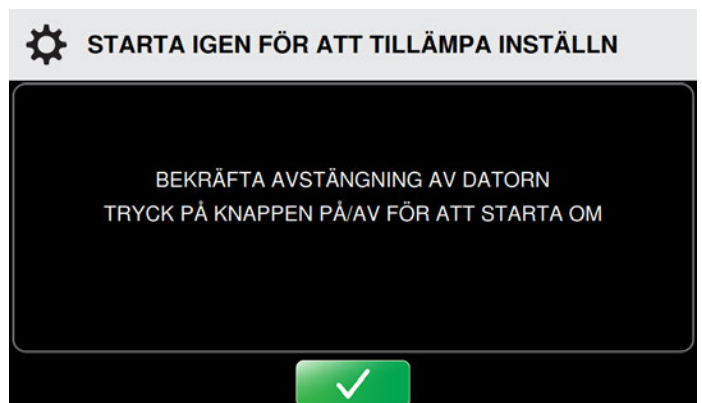 STARTA IGEN FÖR ATT TILLÄMPA INSTÄLLN
BEKRÄFTA AVSTÄNGNING AV DATORN
TRYCK PÅ KNAPPEN PÅ/AV FÖR ATT STARTA OM